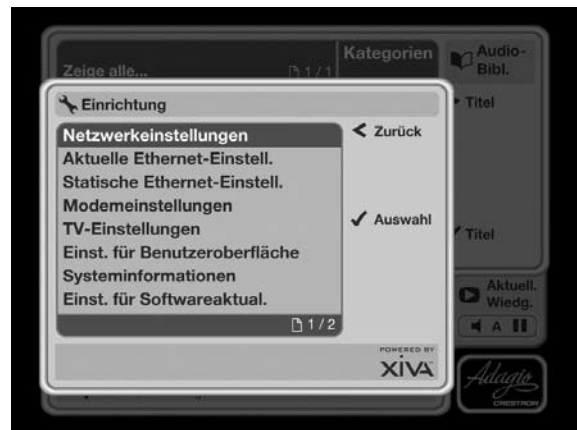 Kategorien
Audio-
Bibl.
Zeige alle...
1/1
Einrichtung
Titel
Netzwerkeinstellungen
Zurück
Aktuelle Ethernet-Einstell.
Statische Ethernet-Einstell.
Modemeinstellungen
Auswahl
TV-Einstellungen
Titel
Einst. für Benutzeroberfläche
Systeminformationen
Einst. für Softwareaktual.
Aktuell.
Wiedg.
1/2
A
POWERED BY
XiVA
Adagio
CRESTRON